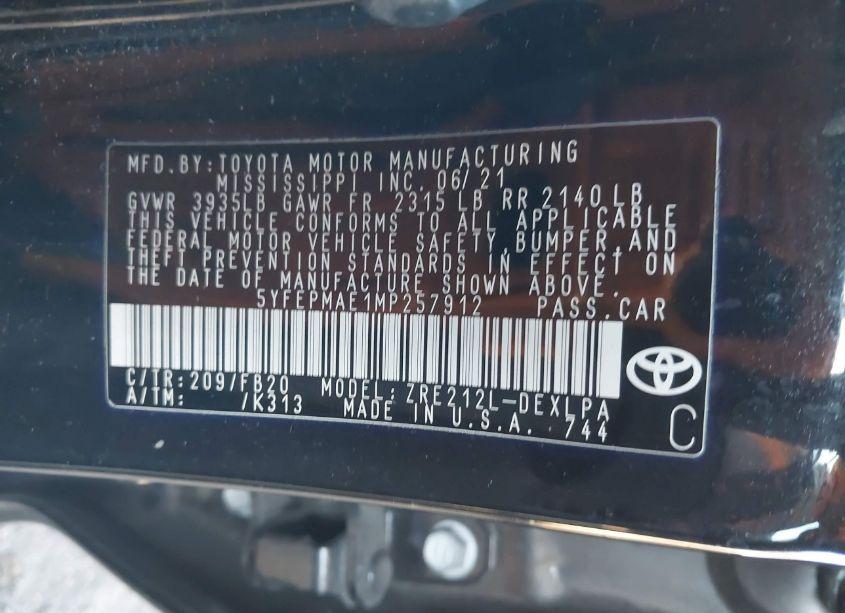 MFD.BY:TOYOTA MOTOR MANUFACTURING
MISSISSIPPI INC. 06/21
GVWR 3935LB GAWR FR 2315 LB RR 2140 LB
THIS VEHICLE CONFORMS TO ALL APPLICABLE
FEDERAL MOTOR VEHICLE SAFETY,BUMPER,AND
THEFT PREVENTION STANDARDS IN EFFECT ON
THE DATE OF MANUFACTURE SHOWN ABOVE.
5YFEPMAE1MP257912 PASS.CAR
C/TR:209/FB20 MODEL:ZRE212L-DEXLPA
A/TM: /K313 MADE IN U.S.A. 744
C